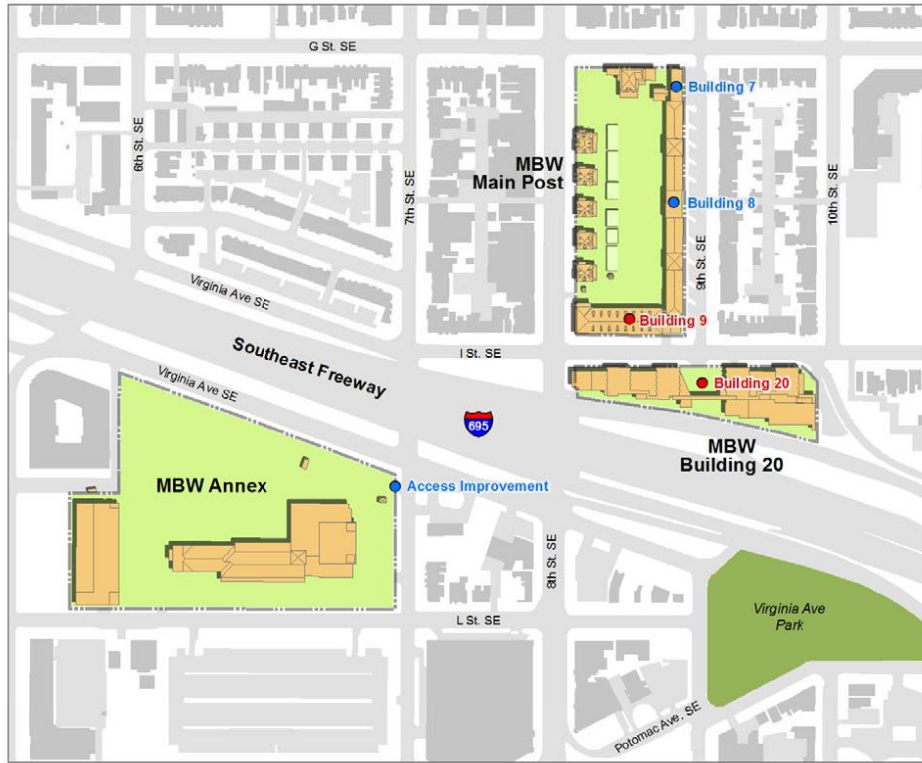 G St. SE
Building 7
6th St. SE
MBW
Main Post
7th St. SE
Building 8
10th St. SE
9th St. SE
Virginia Ave SE
Building 9
Southeast Freeway
I St. SE
Virginia Ave SE
Building 20
695
MBW
Building 20
MBW Annex
Access Improvement
8th St. SE
Virginia Ave
Park
L St. SE
Potomac Ave, SE